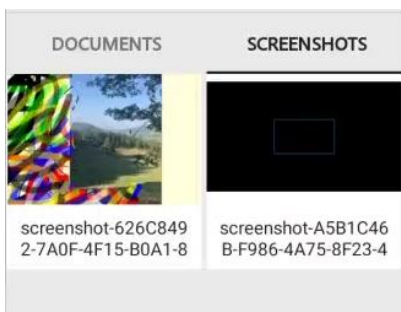 DOCUMENTS
SCREENSHOTS
screenshot-626C849
2-7A0F-4F15-B0A1-8
screenshot-A5B1C46
B-F986-4A75-8F23-4